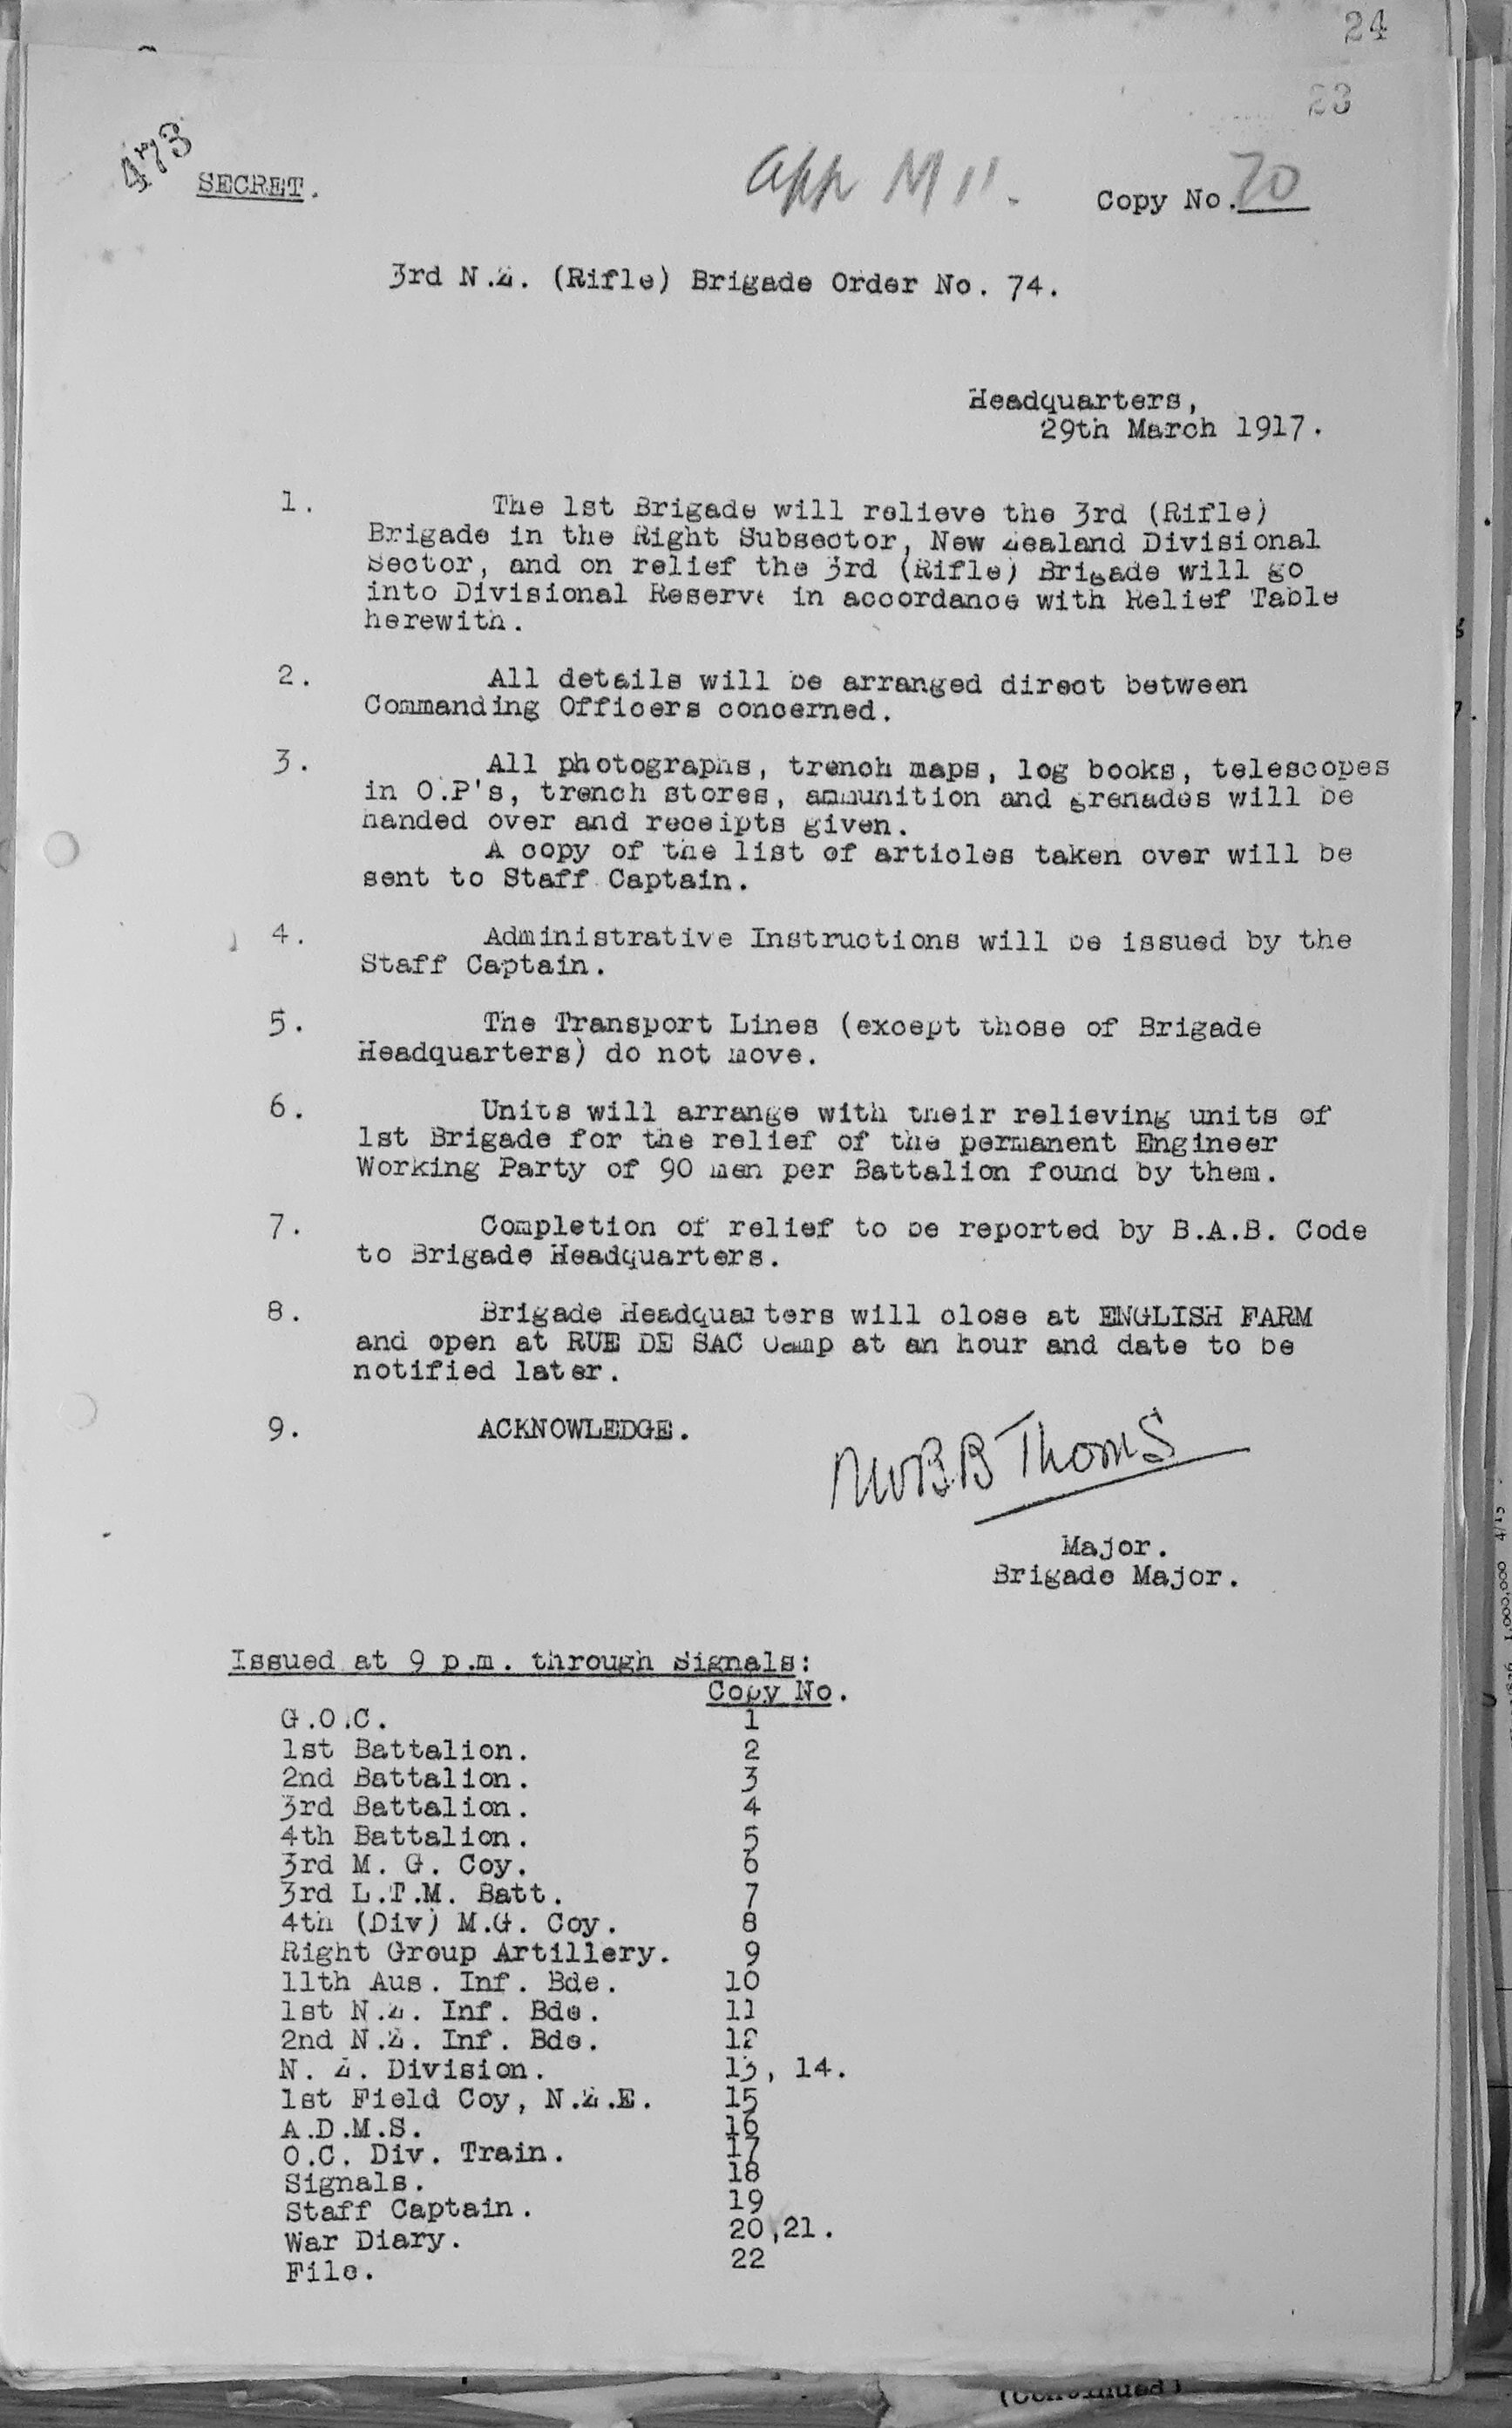 24
23
473
SECRET.
App M 11.
Copy No. 20
3rd N.Z. (Rifle) Brigade Order No. 74.
Headquarters,
29th March 1917.
1. The 1st Brigade will relieve the 3rd (Rifle)
Brigade in the Right Subsector, New Zealand Divisional
Sector, and on relief the 3rd (Rifle) Brigade will go
into Divisional Reserve in accordance with Relief Table
herewith.
2. All details will be arranged direct between
Commanding Officers concerned.
3. All photographs, trench maps, log books, telescopes
in O.P's, trench stores, ammunition and grenades will be
handed over and receipts given.
A copy of the list of articles taken over will be
sent to Staff Captain.
4. Administrative Instructions will be issued by the
Staff Captain.
5. The Transport Lines (except those of Brigade
Headquarters) do not move.
6. Units will arrange with their relieving units of
1st Brigade for the relief of the permanent Engineer
Working Party of 90 men per Battalion found by them.
7. Completion of relief to be reported by B.A.B. Code
to Brigade Headquarters.
8. Brigade Headquarters will close at ENGLISH FARM
and open at RUE DE SAC Camp at an hour and date to be
notified later.
9. ACKNOWLEDGE.
Thoms
Major.
Brigade Major.
Issued at 9 p.m. through Signals:
Copy No.
G.O.C. 1
1st Battalion. 2
2nd Battalion. 3
3rd Battalion. 4
4th Battalion. 5
3rd M. G. Coy. 6
3rd L.T.M. Batt. 7
4th (Div) M.G. Coy. 8
Right Group Artillery. 9
11th Aus. Inf. Bde. 10
1st N.Z. Inf. Bde. 11
2nd N.Z. Inf. Bde. 12
N. Z. Division. 13, 14.
1st Field Coy, N.Z.E. 15
A.D.M.S. 16
O.C. Div. Train. 17
Signals. 18
Staff Captain. 19
War Diary. 20,21.
File. 22
(Continued)